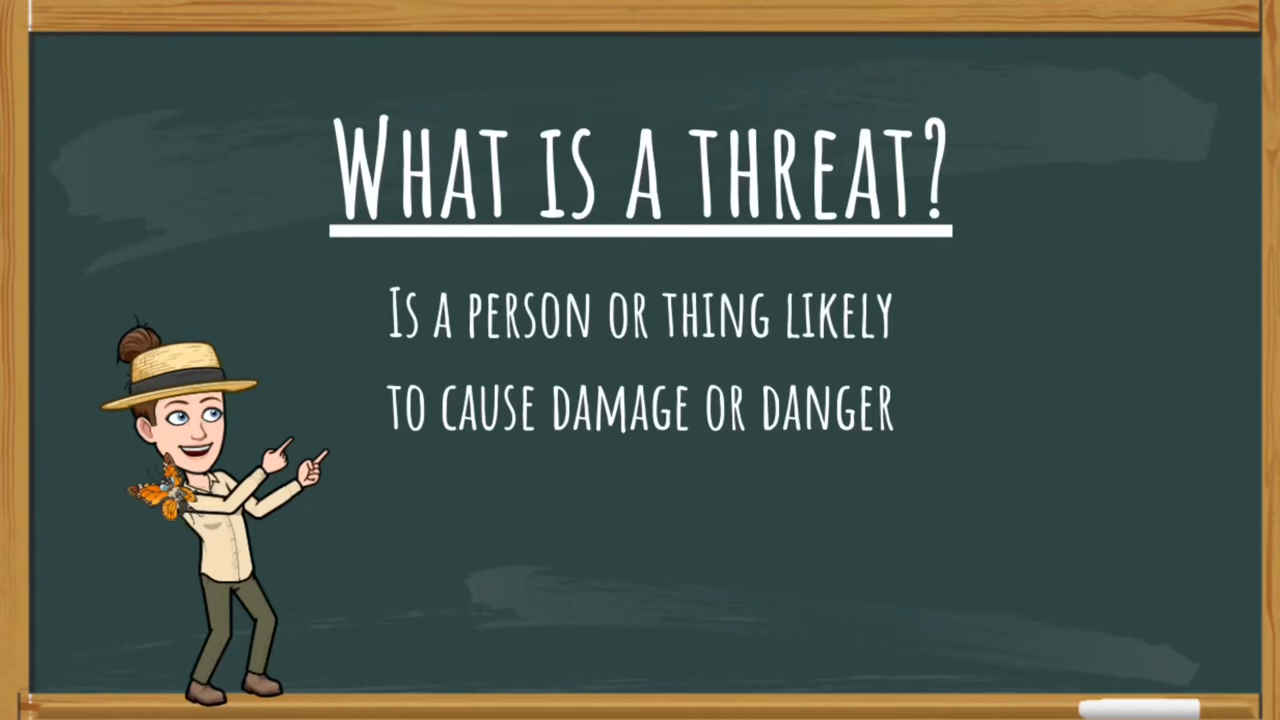 What is a threat?
Is a person or thing likely
to cause damage or danger